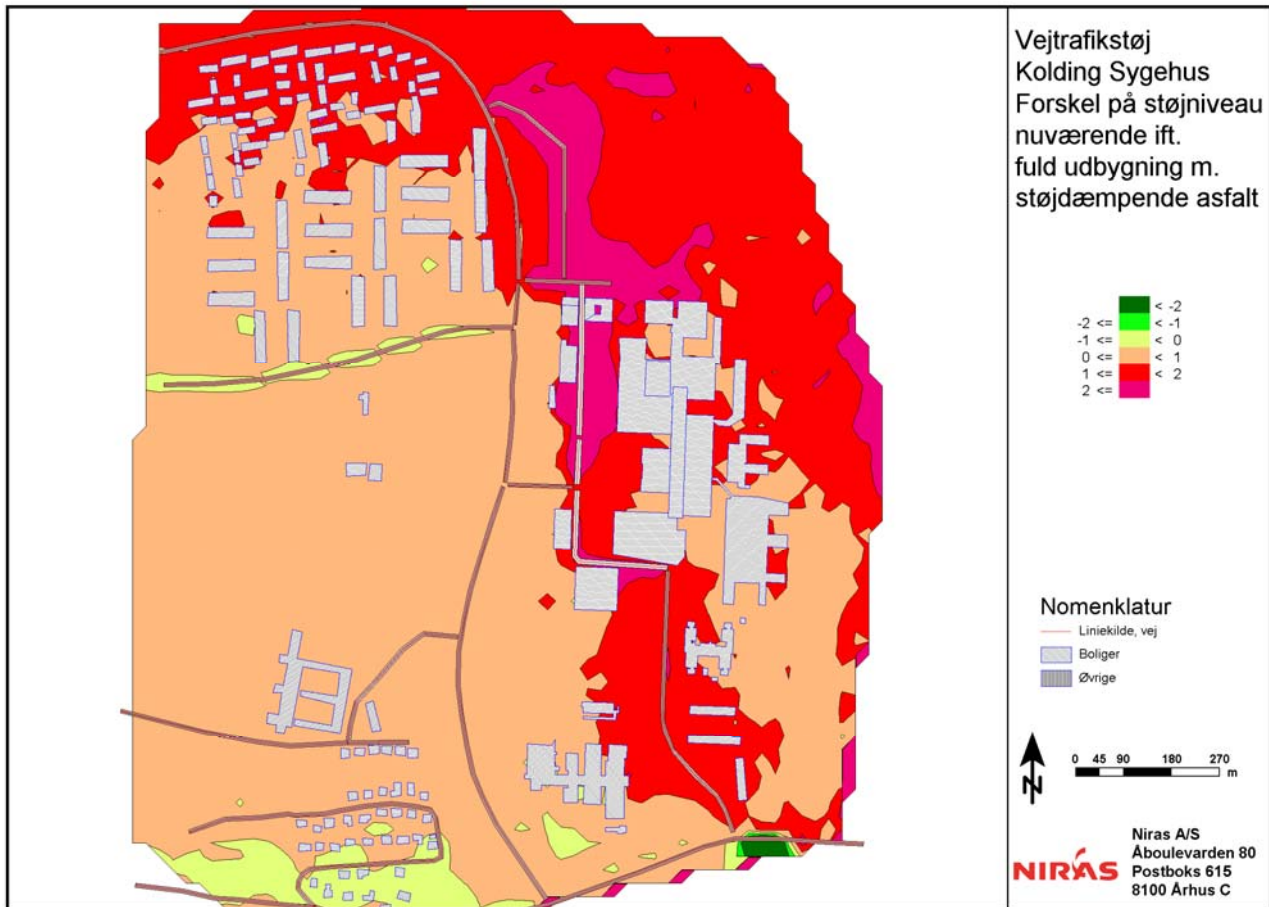 Vejtrafikstøj
Kolding Sygehus
Forskel på støjniveau
nuværende ift.
fuld udbygning m.
støjdæmpende asfalt
< -2
-2 <= < -1
-1 <= < 0
0 <= < 1
1 <= < 2
2 <=
Nomenklatur
Liniekilde, vej
Boliger
Øvrige
N
0 45 90 180 270
m
NIRAS
Niras A/S
Åboulevarden 80
Postboks 615
8100 Århus C